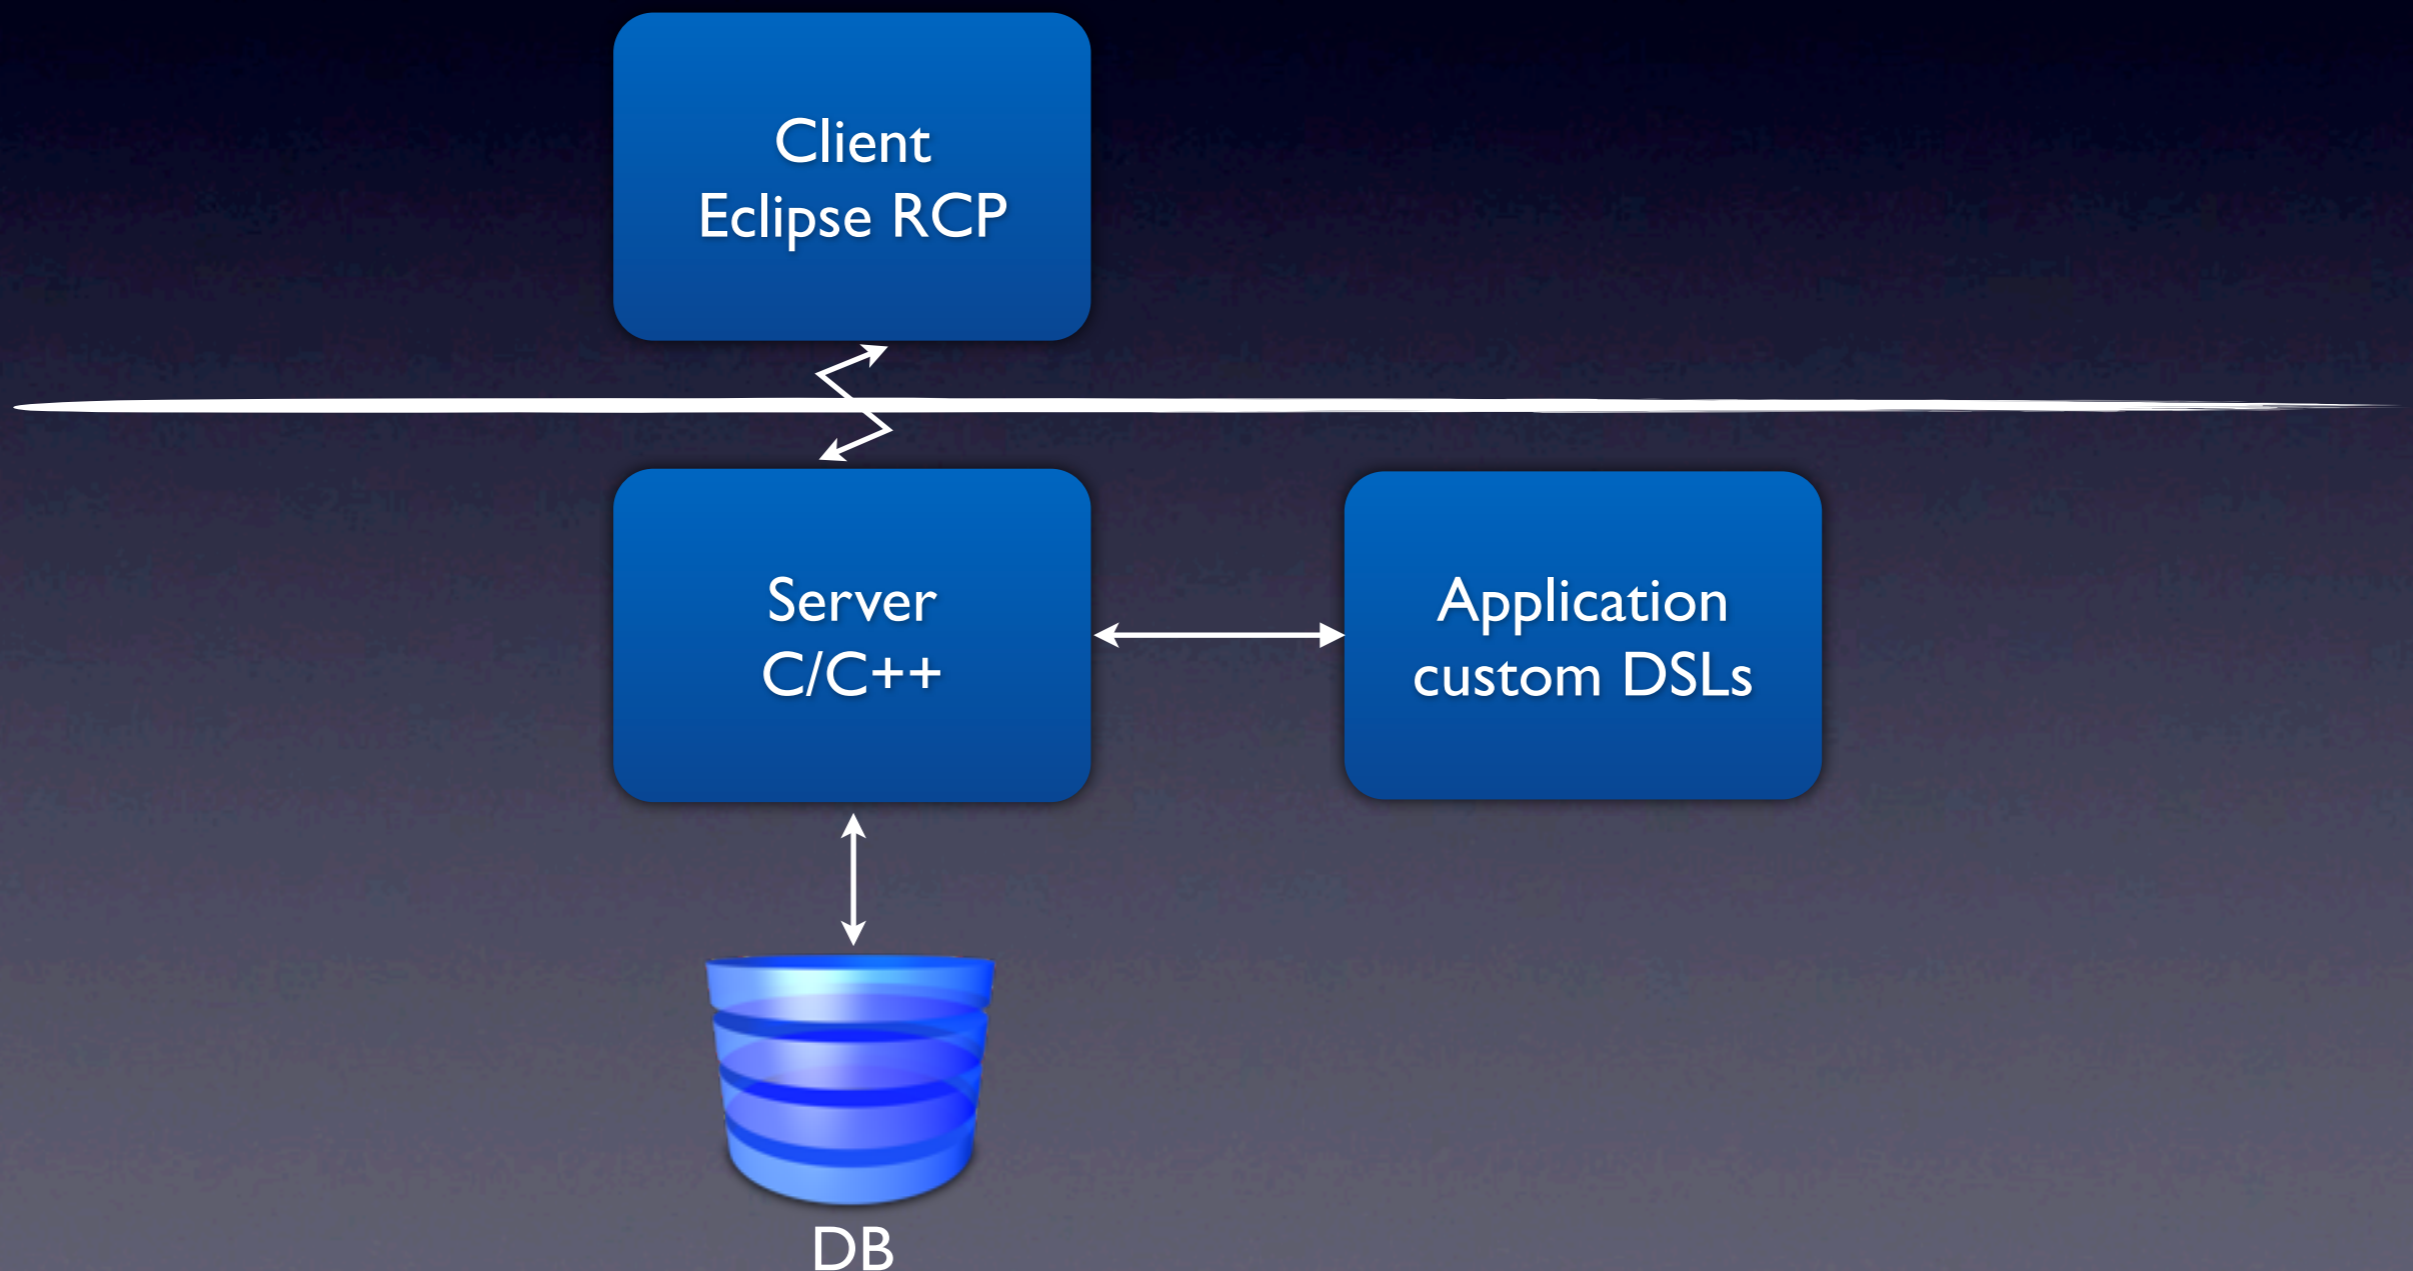 Client
Eclipse RCP
Server
C/C++
Application
custom DSLs
DB